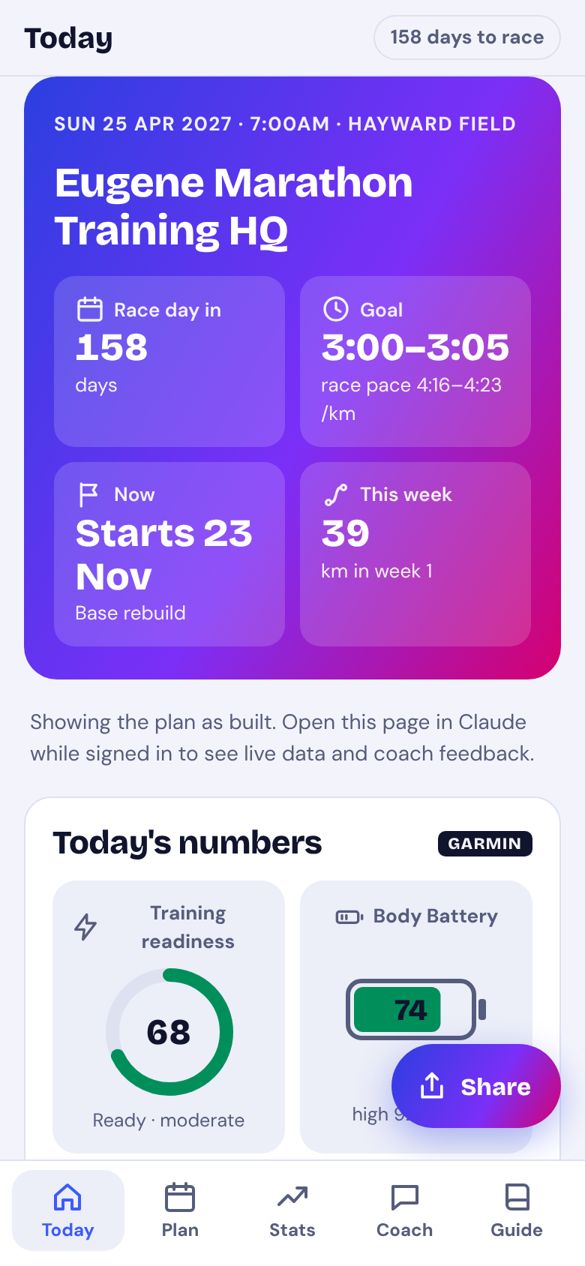 Today
158 days to race
SUN 25 APR 2027 · 7:00AM · HAYWARD FIELD
Eugene Marathon
Training HQ
Race day in
158
days
Goal
3:00–3:05
race pace 4:16–4:23
/km
Now
Starts 23
Nov
Base rebuild
This week
39
km in week 1
Showing the plan as built. Open this page in Claude
while signed in to see live data and coach feedback.
Today's numbers
GARMIN
Training
readiness
68
Ready · moderate
Body Battery
74
high
Share
Today
Plan
Stats
Coach
Guide